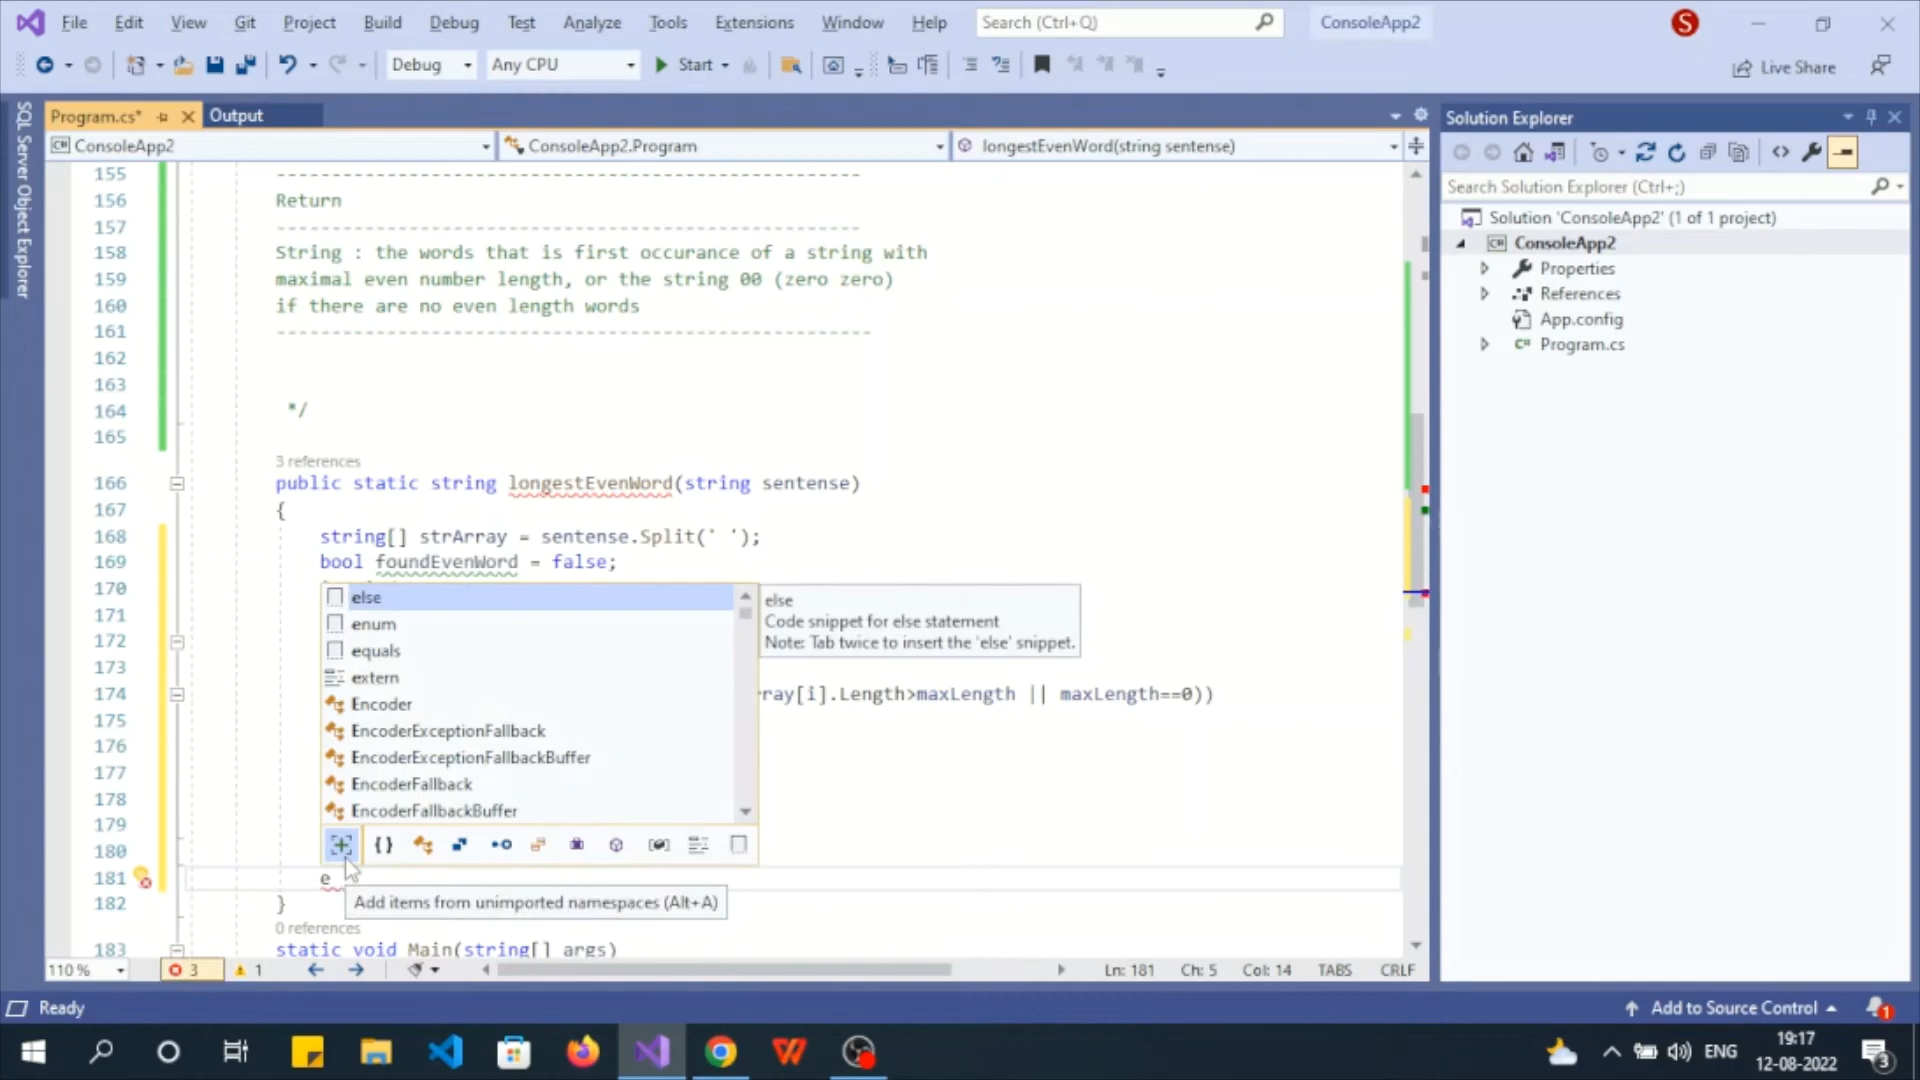 File Edit View Git Project Build Debug Test Analyze Tools Extensions Window Help Search (Ctrl+Q) ConsoleApp2 S
Debug Any CPU Start Live Share
SQL Server Object Explorer
Program.cs* Output
ConsoleApp2 ConsoleApp2.Program longestEvenWord(string sentense)
155 -----------------------------------------------------
156 Return
157 -----------------------------------------------------
158 String : the words that is first occurance of a string with
159 maximal even number length, or the string 00 (zero zero)
160 if there are no even length words
161 ------------------------------------------------------
162
163
164 */
165
3 references
166 public static string longestEvenWord(string sentense)
167 {
168 string[] strArray = sentense.Split(' ');
169 bool foundEvenWord = false;
170
171
172
173
174 ray[i].Length>maxLength || maxLength==0))
175
176
177
178
179
180
181 e
182 }
0 references
183 static void Main(string[] args)
else
enum
equals
extern
Encoder
EncoderExceptionFallback
EncoderExceptionFallbackBuffer
EncoderFallback
EncoderFallbackBuffer
else
Code snippet for else statement
Note: Tab twice to insert the 'else' snippet.
Add items from unimported namespaces (Alt+A)
110 % 3 1 Ln: 181 Ch: 5 Col: 14 TABS CRLF
Solution Explorer
Search Solution Explorer (Ctrl+;)
Solution 'ConsoleApp2' (1 of 1 project)
C# ConsoleApp2
Properties
References
App.config
C# Program.cs
Ready Add to Source Control 1
ENG 19:17
12-08-2022 3